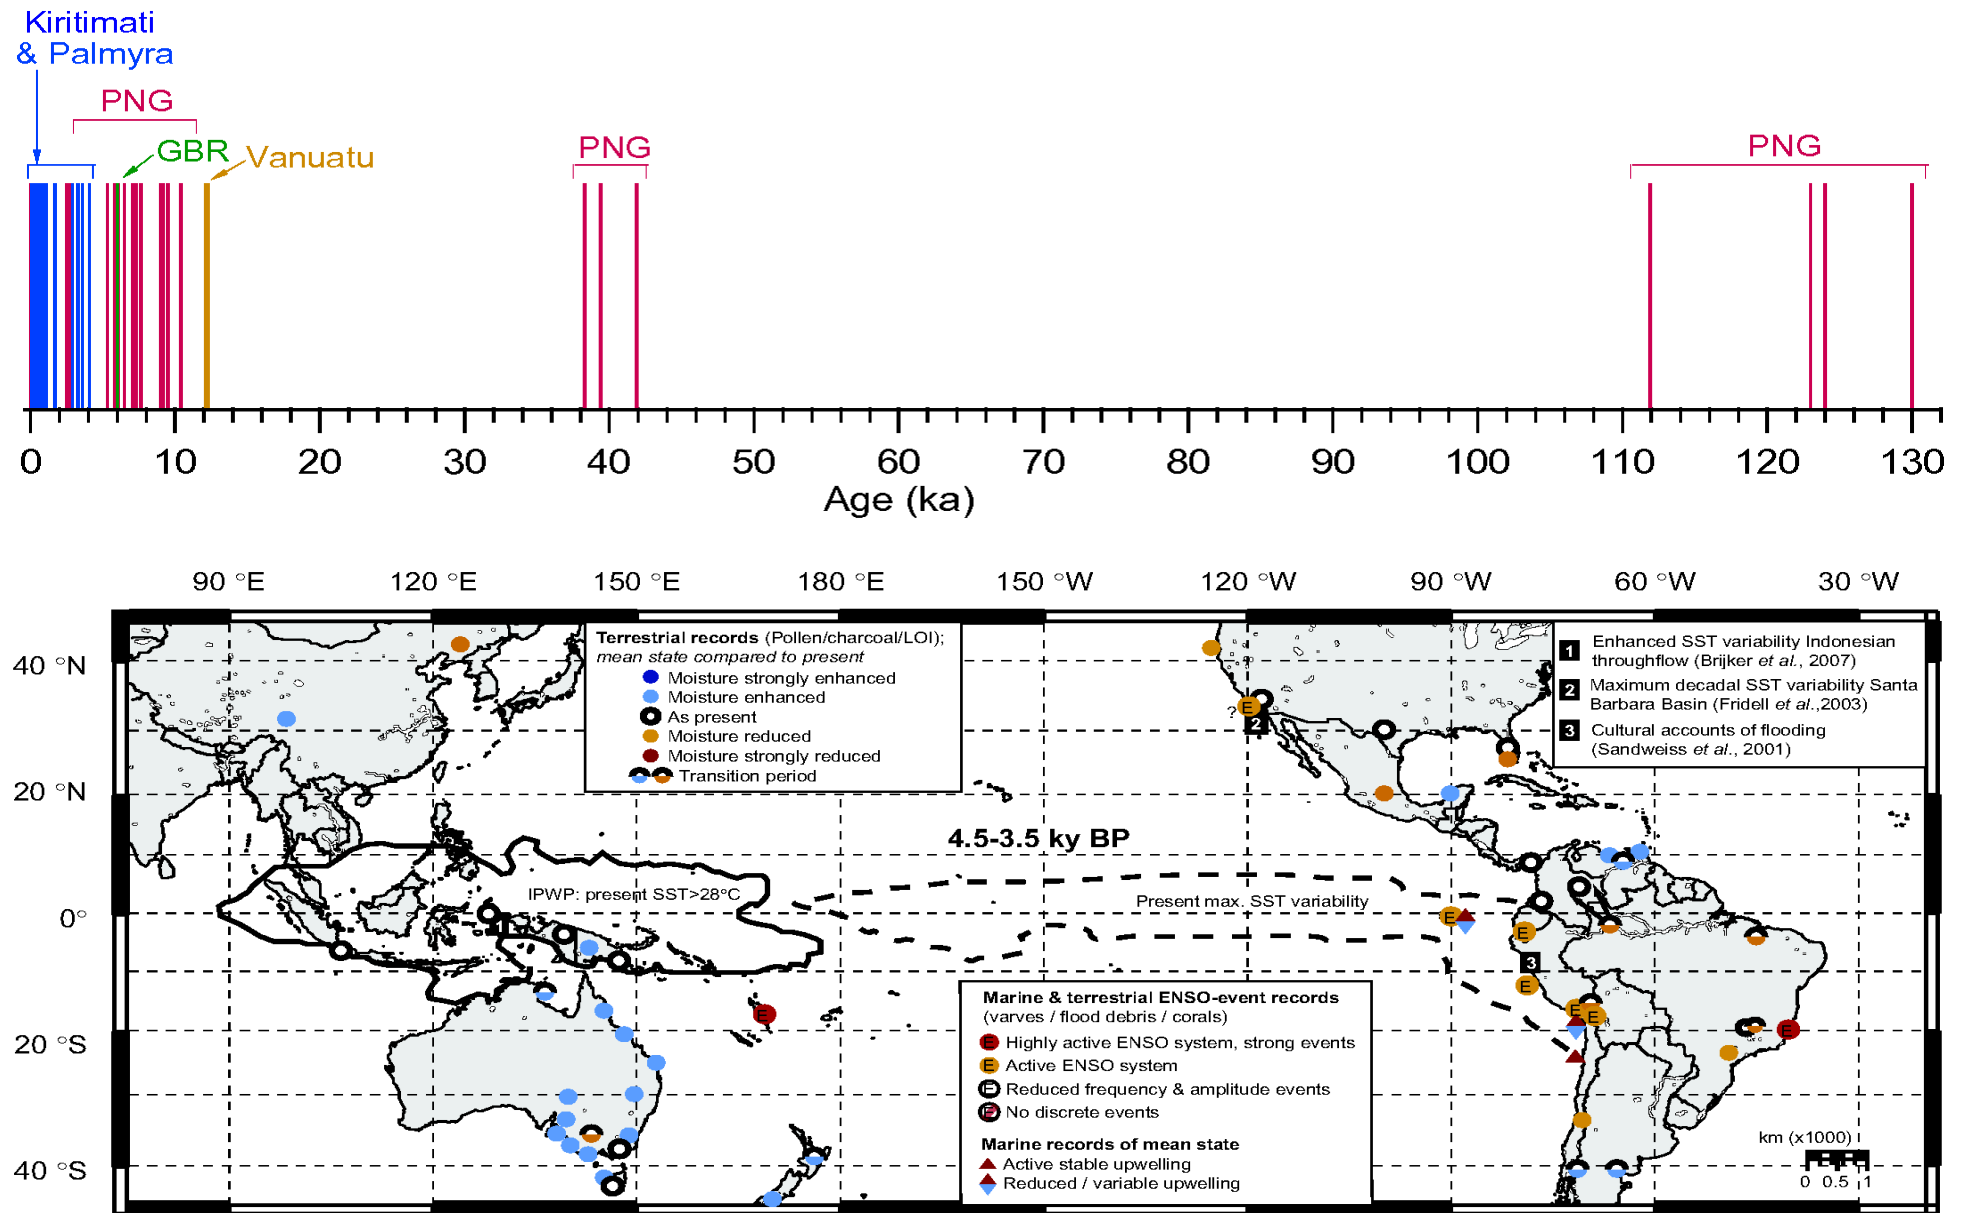 Kiritimati
& Palmyra
PNG
GBR
Vanuatu
PNG
PNG
0 10 20 30 40 50 60 70 80 90 100 110 120 130
Age (ka)
90 °E 120 °E 150 °E 180 °E 150 °W 120 °W 90 °W 60 °W 30 °W
40 °N
20 °N
0°
20 °S
40 °S
Terrestrial records (Pollen/charcoal/LOI);
mean state compared to present
Moisture strongly enhanced
Moisture enhanced
As present
Moisture reduced
Moisture strongly reduced
Transition period
1 Enhanced SST variability Indonesian
throughflow (Brijker et al., 2007)
2 Maximum decadal SST variability Santa
Barbara Basin (Fridell et al.,2003)
3 Cultural accounts of flooding
(Sandweiss et al., 2001)
? E
2
4.5-3.5 ky BP
IPWP: present SST>28°C
Present max. SST variability
E
E
3
E
E
E
E
E
Marine & terrestrial ENSO-event records
(varves / flood debris / corals)
E Highly active ENSO system, strong events
E Active ENSO system
E Reduced frequency & amplitude events
E No discrete events
Marine records of mean state
Active stable upwelling
Reduced / variable upwelling
km (x1000)
0 0.5 1